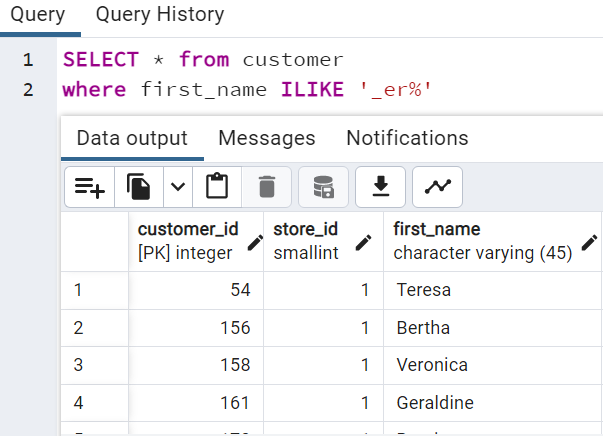 Query Query History
1 SELECT * from customer
2 where first_name ILIKE '_er%'
Data output Messages Notifications
customer_id store_id first_name
[PK] integer smallint character varying (45)
1 54 1 Teresa
2 156 1 Bertha
3 158 1 Veronica
4 161 1 Geraldine